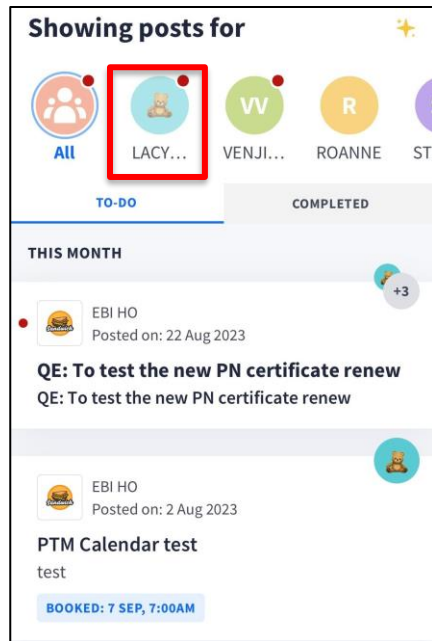 Showing posts for
VV
R
All
LACY...
VENJI...
ROANNE
ST
TO-DO
COMPLETED
THIS MONTH
+3
EBI HO
Posted on: 22 Aug 2023
QE: To test the new PN certificate renew
QE: To test the new PN certificate renew
EBI HO
Posted on: 2 Aug 2023
PTM Calendar test
test
BOOKED: 7 SEP, 7:00AM